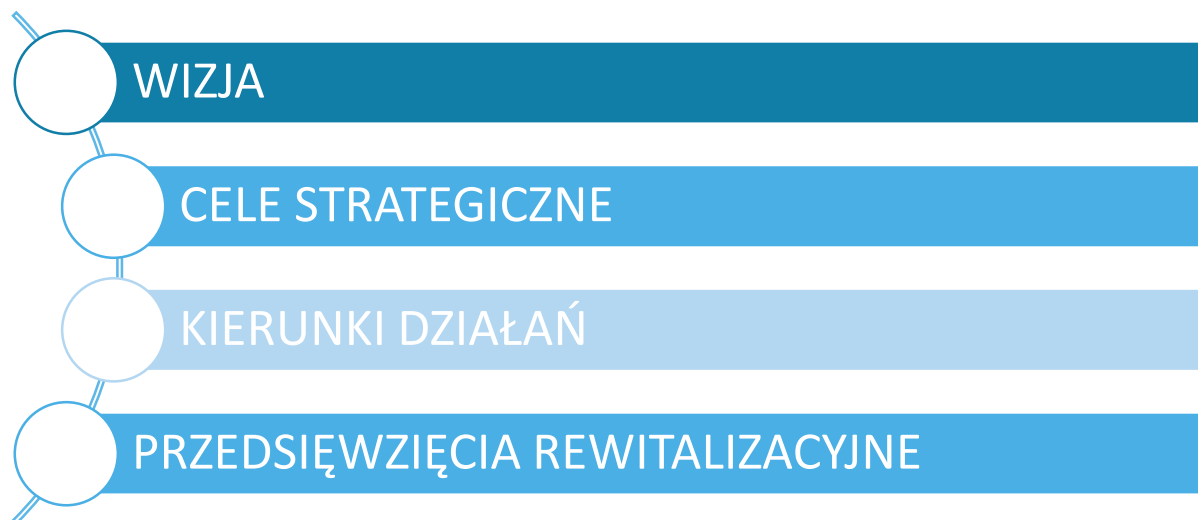 WIZJA
CELE STRATEGICZNE
KIERUNKI DZIAŁAŃ
PRZEDSIĘWZIĘCIA REWITALIZACYJNE